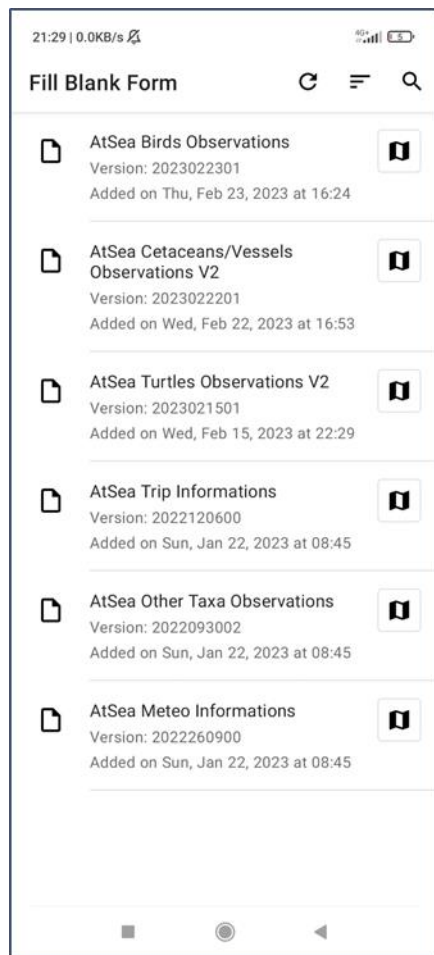 21:29 | 0.0KB/s
4G+
5
Fill Blank Form
AtSea Birds Observations
Version: 2023022301
Added on Thu, Feb 23, 2023 at 16:24
AtSea Cetaceans/Vessels
Observations V2
Version: 2023022201
Added on Wed, Feb 22, 2023 at 16:53
AtSea Turtles Observations V2
Version: 2023021501
Added on Wed, Feb 15, 2023 at 22:29
AtSea Trip Informations
Version: 2022120600
Added on Sun, Jan 22, 2023 at 08:45
AtSea Other Taxa Observations
Version: 2022093002
Added on Sun, Jan 22, 2023 at 08:45
AtSea Meteo Informations
Version: 2022260900
Added on Sun, Jan 22, 2023 at 08:45